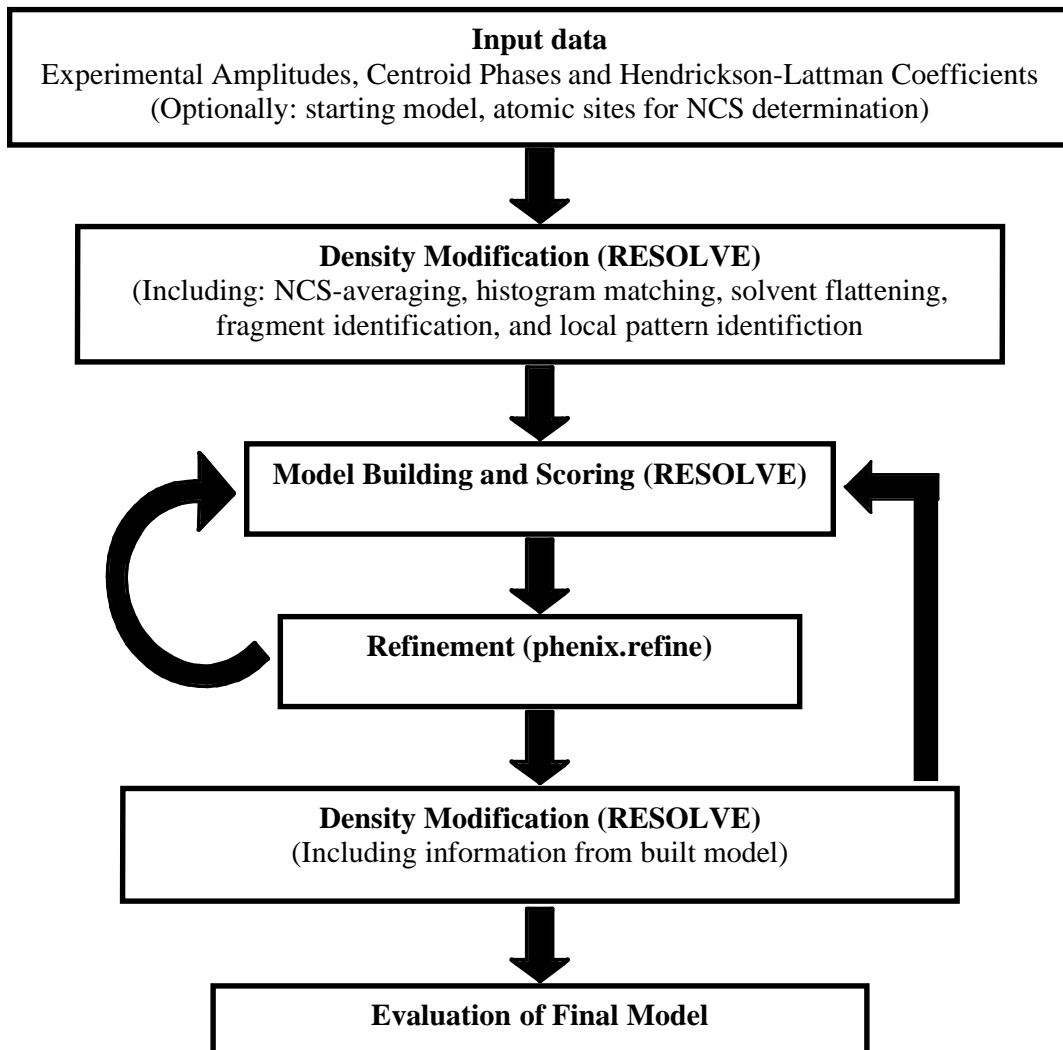 Input data
Experimental Amplitudes, Centroid Phases and Hendrickson-Lattman Coefficients
(Optionally: starting model, atomic sites for NCS determination)
Density Modification (RESOLVE)
(Including: NCS-averaging, histogram matching, solvent flattening,
fragment identification, and local pattern identifiction
Model Building and Scoring (RESOLVE)
Refinement (phenix.refine)
Density Modification (RESOLVE)
(Including information from built model)
Evaluation of Final Model